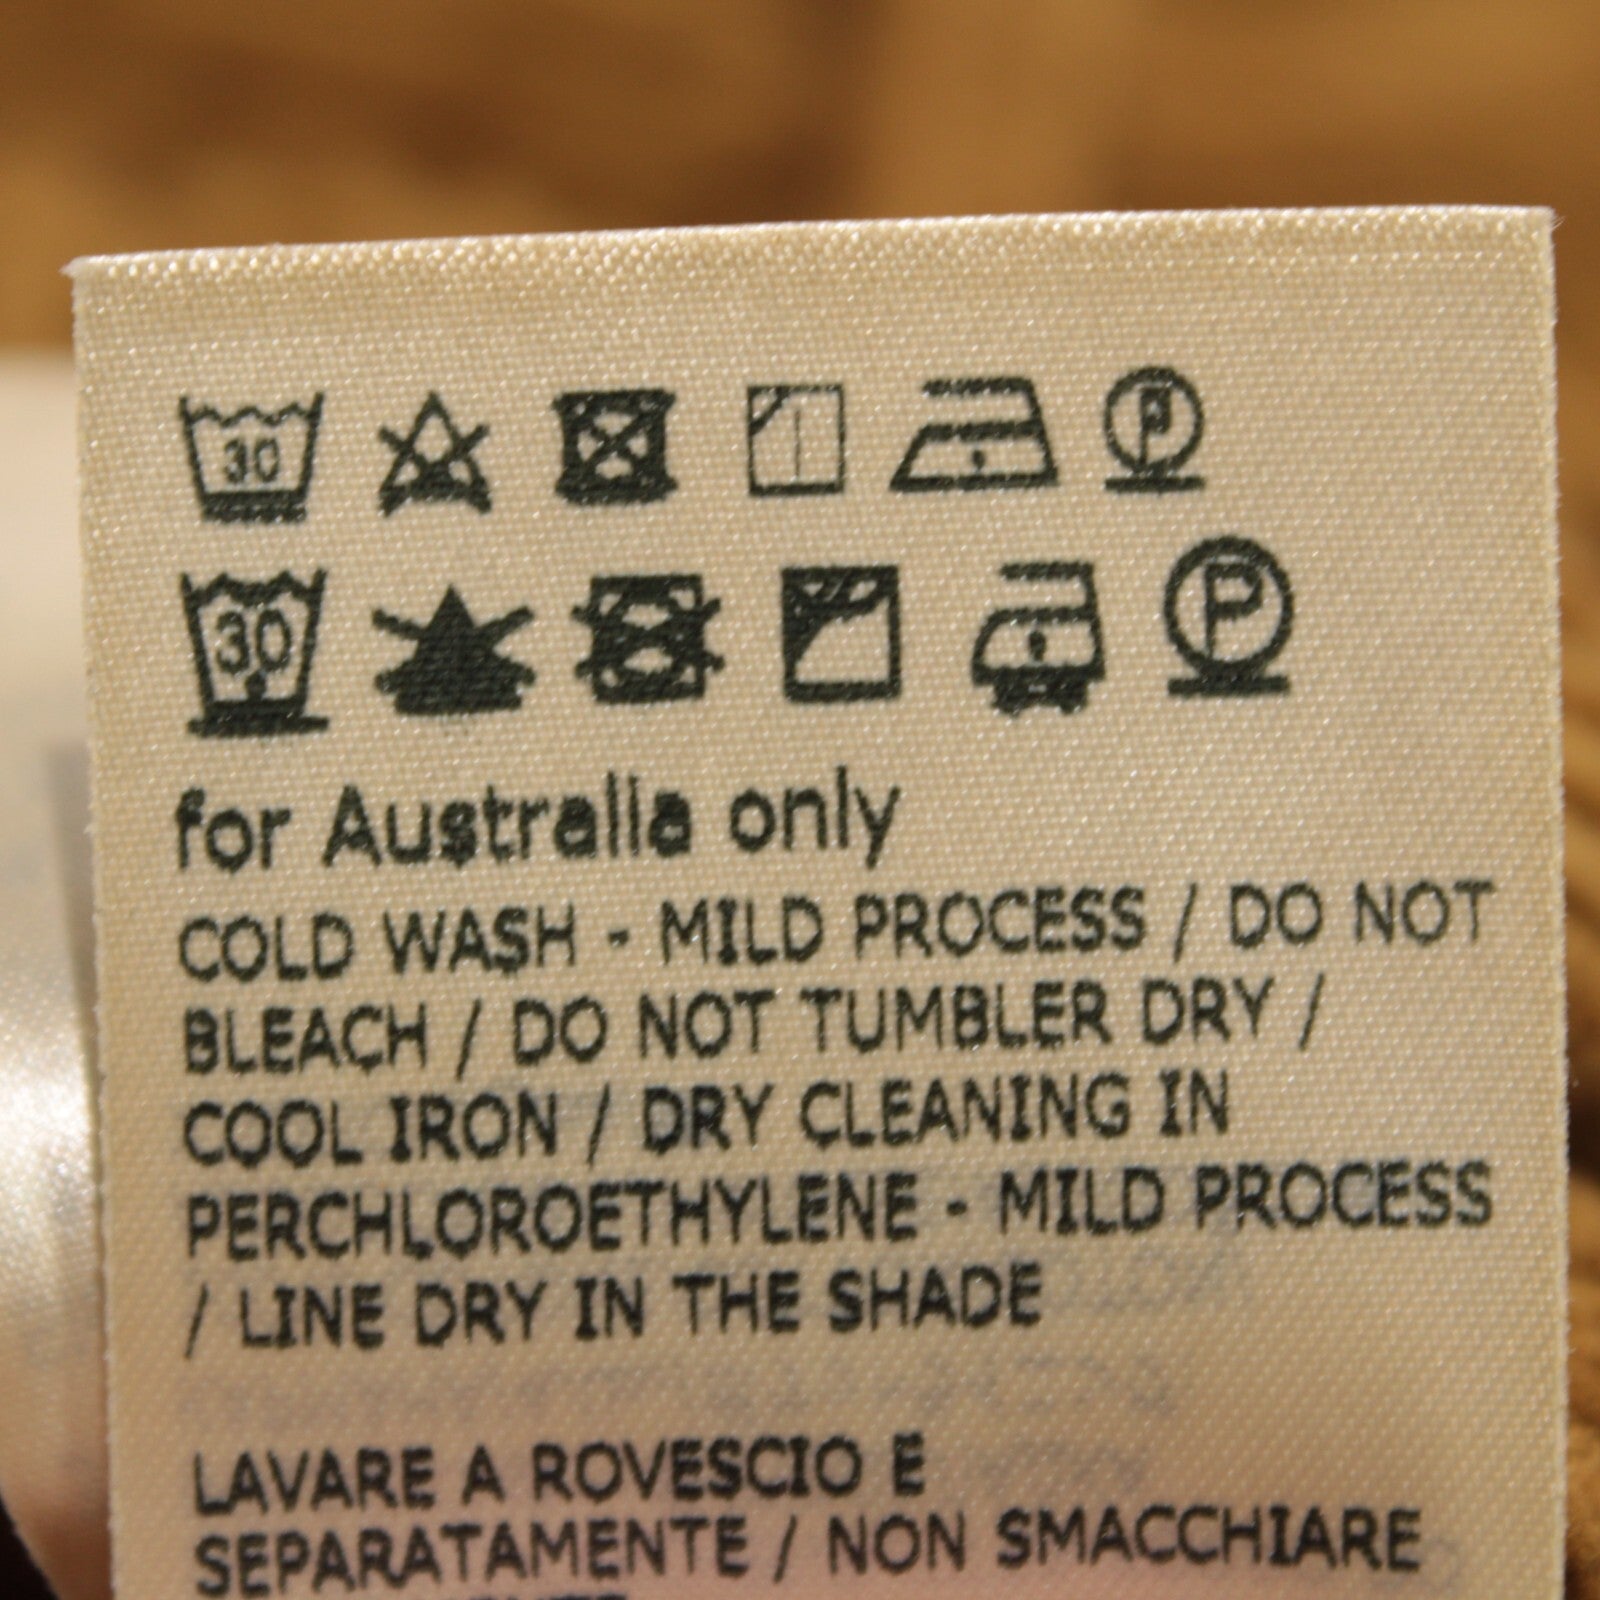 30 P
30 P
for Australia only
COLD WASH - MILD PROCESS / DO NOT
BLEACH / DO NOT TUMBLER DRY /
COOL IRON / DRY CLEANING IN
PERCHLOROETHYLENE - MILD PROCESS
/ LINE DRY IN THE SHADE
LAVARE A ROVESCIO E
SEPARATAMENTE / NON SMACCHIARE